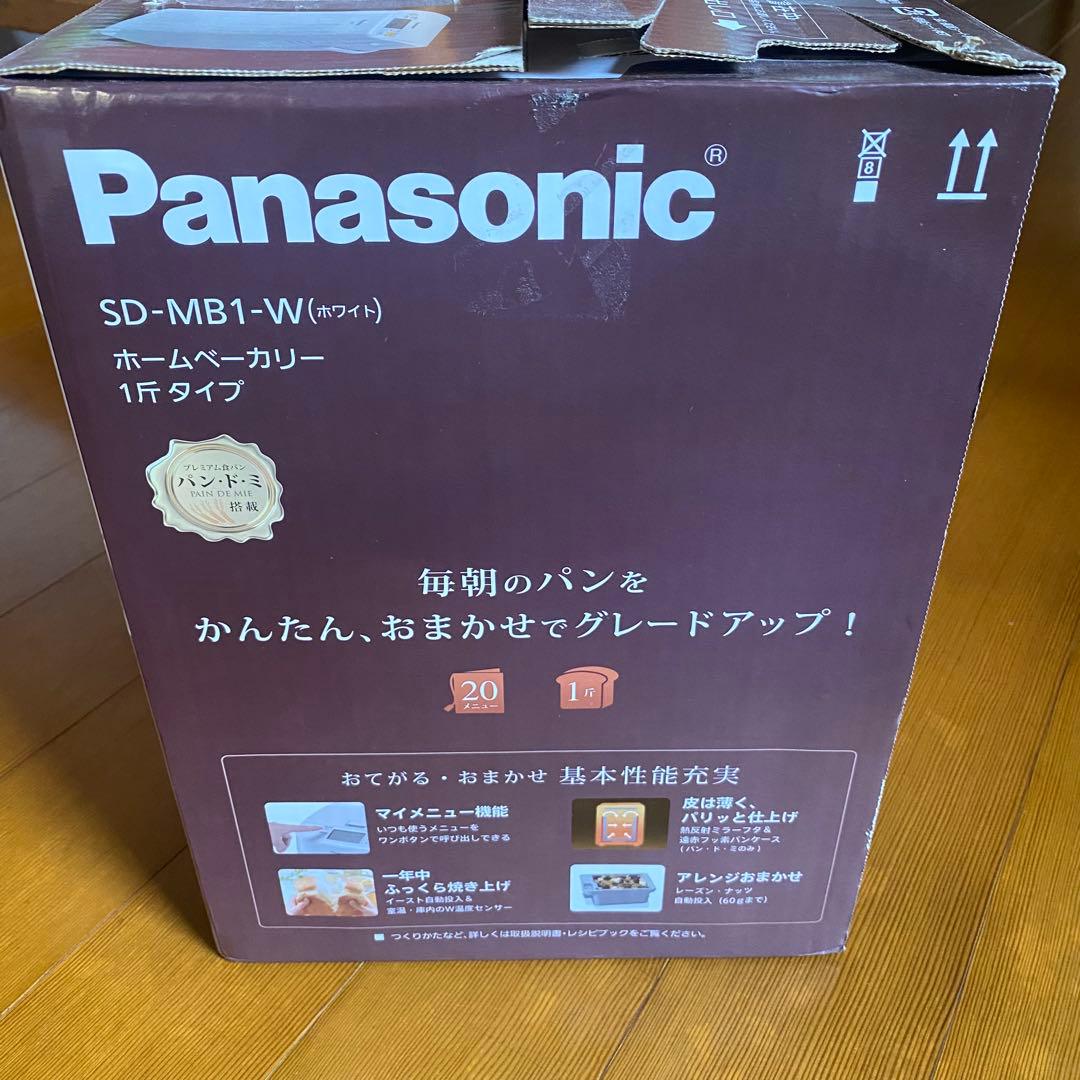 Panasonic®
8
SD-MB1-W(ホワイト)
ホームベーカリー
1斤 タイプ
プレミアム食パン
パン・ド・ミ
PAIN DE MIE
搭載
毎朝のパンを
かんたん、おまかせでグレードアップ!
20
メニュー
1斤
おてがる・おまかせ 基本性能充実
マイメニュー機能
いつも使うメニューを
ワンボタンで呼び出しできる
皮は薄く、
パリッと仕上げ
熱反射ミラーフタ&
遠赤フッ素パンケース
(パン・ド・ミのみ)
一年中
ふっくら焼き上げ
イースト自動投入&
室温・庫内のW温度センサー
アレンジおまかせ
レーズン・ナッツ
自動投入(60gまで)
■ つくりかたなど、詳しくは取扱説明書・レシピブックをご覧ください。